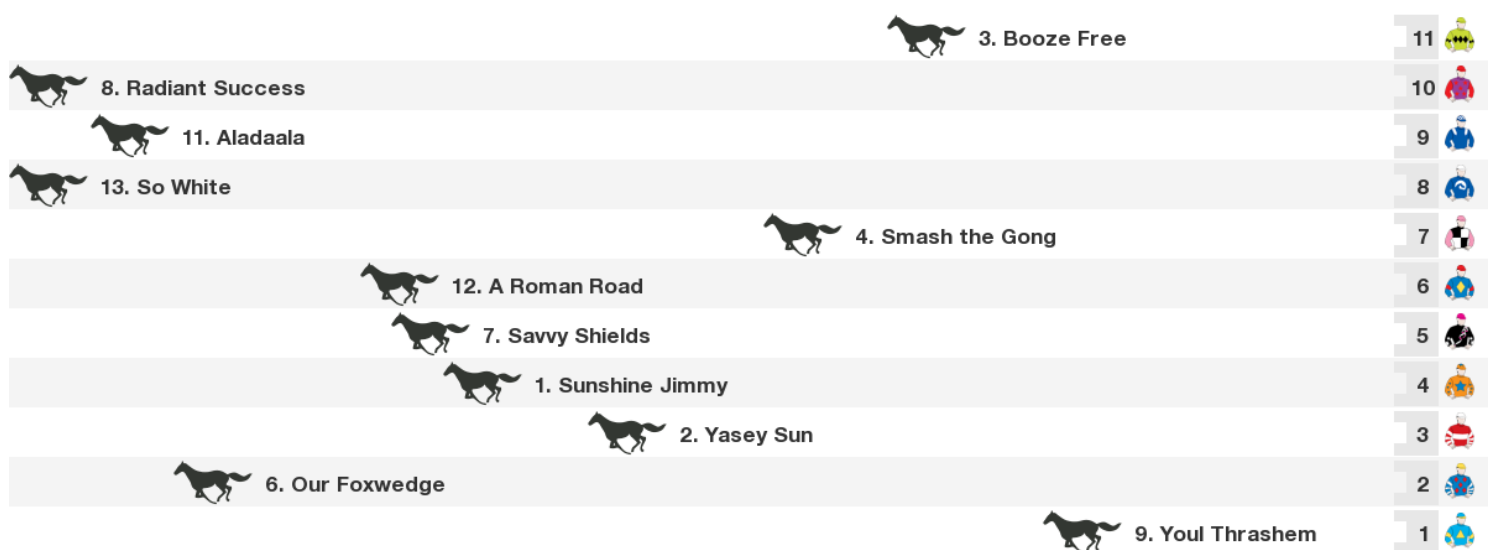 3. Booze Free 11
8. Radiant Success 10
11. Aladaala 9
13. So White 8
4. Smash the Gong 7
12. A Roman Road 6
7. Savvy Shields 5
1. Sunshine Jimmy 4
2. Yasey Sun 3
6. Our Foxwedge 2
9. Youl Thrashem 1